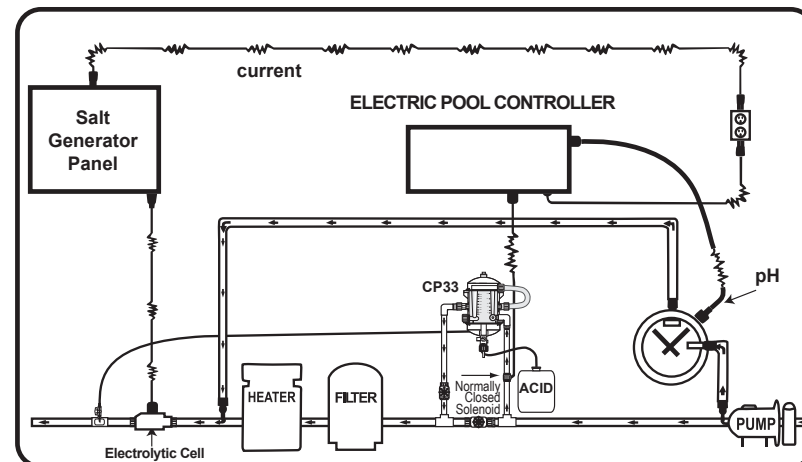 current
Salt
Generator
Panel
ELECTRIC POOL CONTROLLER
CP33
pH
HEATER
FILTER
Normally
Closed
Solenoid
ACID
PUMP
Electrolytic Cell